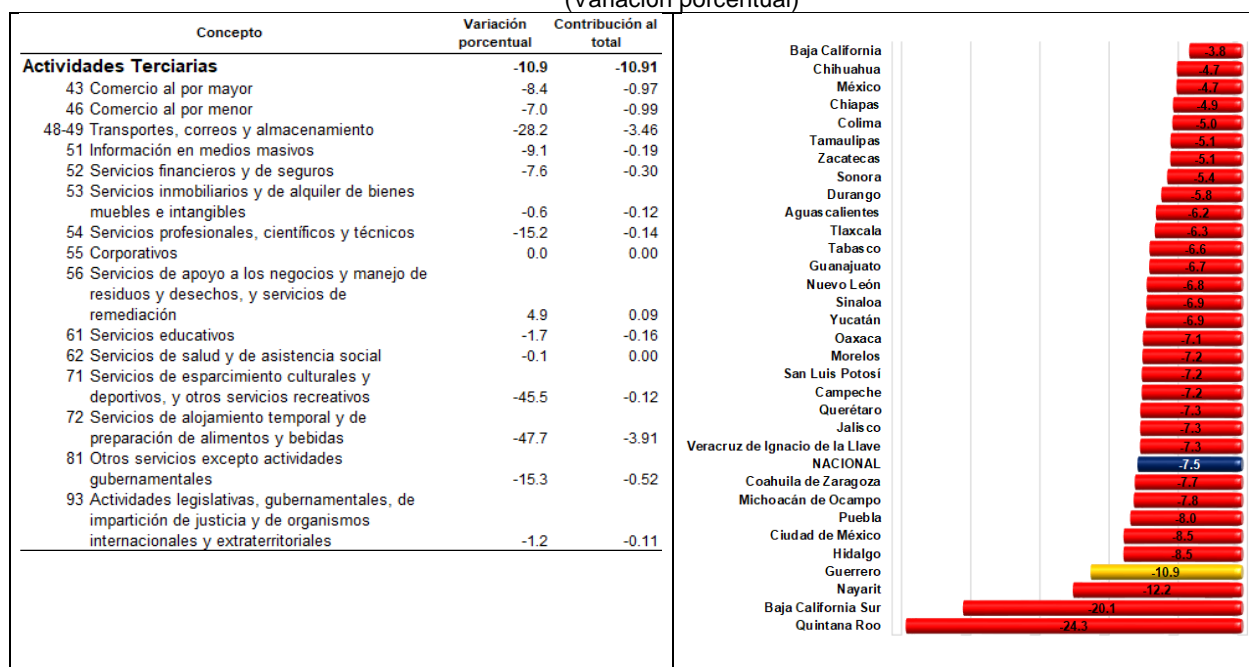 (Variación porcentual)
Concepto Variación porcentual Contribución al total
Actividades Terciarias -10.9 -10.91
43 Comercio al por mayor -8.4 -0.97
46 Comercio al por menor -7.0 -0.99
48-49 Transportes, correos y almacenamiento -28.2 -3.46
51 Información en medios masivos -9.1 -0.19
52 Servicios financieros y de seguros -7.6 -0.30
53 Servicios inmobiliarios y de alquiler de bienes
muebles e intangibles -0.6 -0.12
54 Servicios profesionales, científicos y técnicos -15.2 -0.14
55 Corporativos 0.0 0.00
56 Servicios de apoyo a los negocios y manejo de
residuos y desechos, y servicios de
remediación 4.9 0.09
61 Servicios educativos -1.7 -0.16
62 Servicios de salud y de asistencia social -0.1 0.00
71 Servicios de esparcimiento culturales y
deportivos, y otros servicios recreativos -45.5 -0.12
72 Servicios de alojamiento temporal y de
preparación de alimentos y bebidas -47.7 -3.91
81 Otros servicios excepto actividades
gubernamentales -15.3 -0.52
93 Actividades legislativas, gubernamentales, de
impartición de justicia y de organismos
internacionales y extraterritoriales -1.2 -0.11
Baja California -3.8
Chihuahua -4.7
México -4.7
Chiapas -4.9
Colima -5.0
Tamaulipas -5.1
Zacatecas -5.1
Sonora -5.4
Durango -5.8
Aguascalientes -6.2
Tlaxcala -6.3
Tabasco -6.6
Guanajuato -6.7
Nuevo León -6.8
Sinaloa -6.9
Yucatán -6.9
Oaxaca -7.1
Morelos -7.2
San Luis Potosí -7.2
Campeche -7.2
Querétaro -7.3
Jalisco -7.3
Veracruz de Ignacio de la Llave -7.3
NACIONAL -7.5
Coahuila de Zaragoza -7.7
Michoacán de Ocampo -7.8
Puebla -8.0
Ciudad de México -8.5
Hidalgo -8.5
Guerrero -10.9
Nayarit -12.2
Baja California Sur -20.1
Quintana Roo -24.3